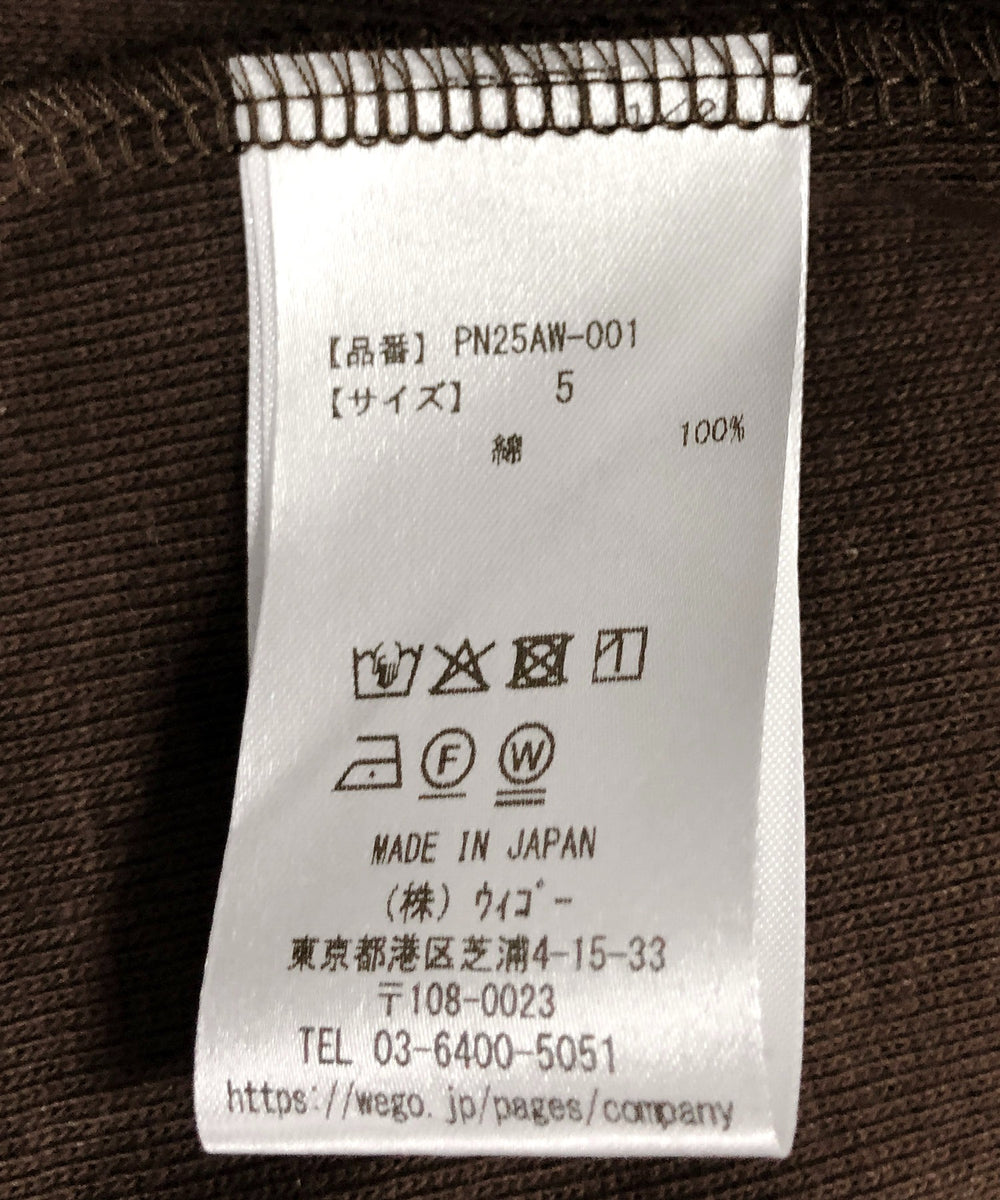 【品番】 PN25AW-001
【サイズ】 5
綿 100%
F W
MADE IN JAPAN
(株) ｳｨｺﾞｰ
東京都港区芝浦4-15-33
〒108-0023
TEL 03-6400-5051
https://wego.jp/pages/company